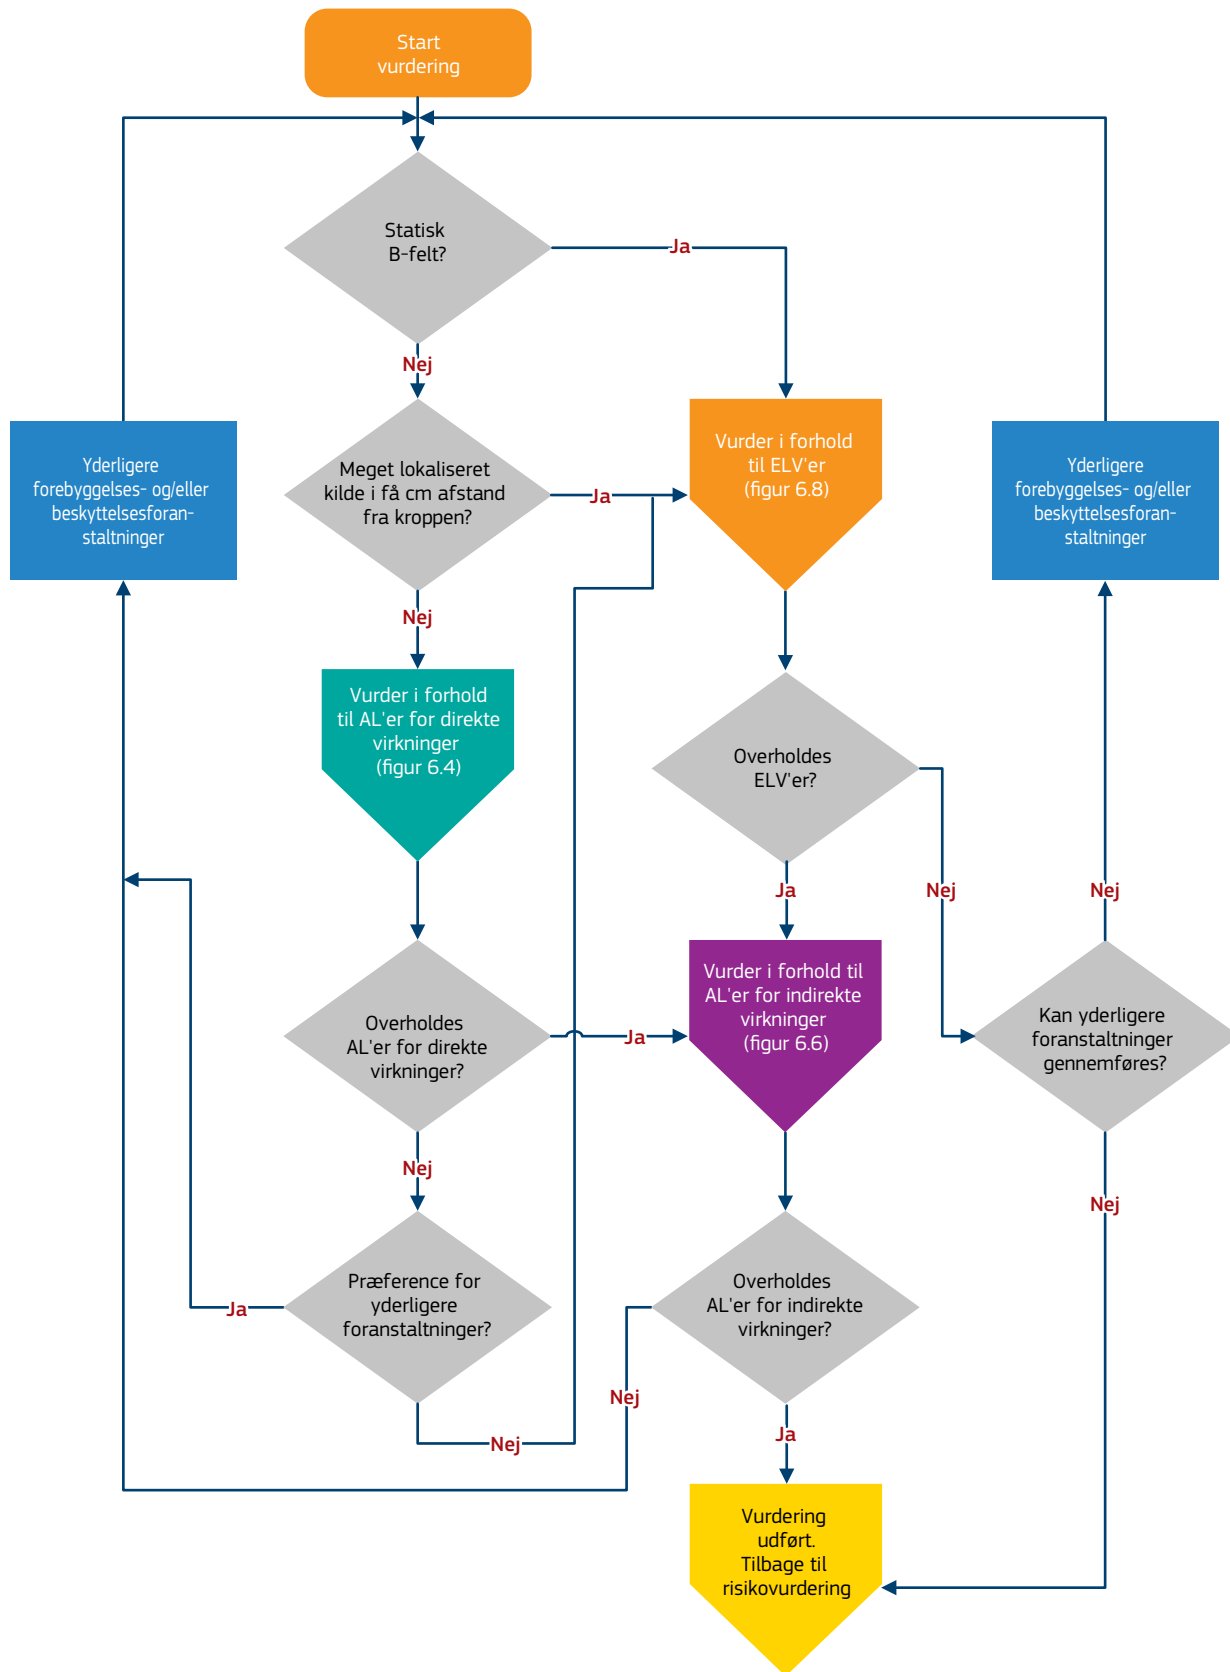 Start
vurdering
Statisk
B-felt?
Ja
Nej
Yderligere
forebyggelses- og/eller
beskyttelsesforan-
staltninger
Meget lokaliseret
kilde i få cm afstand
fra kroppen?
Ja
Vurder i forhold
til ELV'er
(figur 6.8)
Yderligere
forebyggelses- og/eller
beskyttelsesforan-
staltninger
Nej
Vurder i forhold
til AL'er for direkte
virkninger
(figur 6.4)
Overholdes
ELV'er?
Ja
Nej
Nej
Overholdes
AL'er for direkte
virkninger?
Ja
Vurder i forhold til
AL'er for indirekte
virkninger
(figur 6.6)
Kan yderligere
foranstaltninger
gennemføres?
Nej
Nej
Præference for
yderligere
foranstaltninger?
Ja
Overholdes
AL'er for indirekte
virkninger?
Nej
Nej
Ja
Vurdering
udført.
Tilbage til
risikovurdering